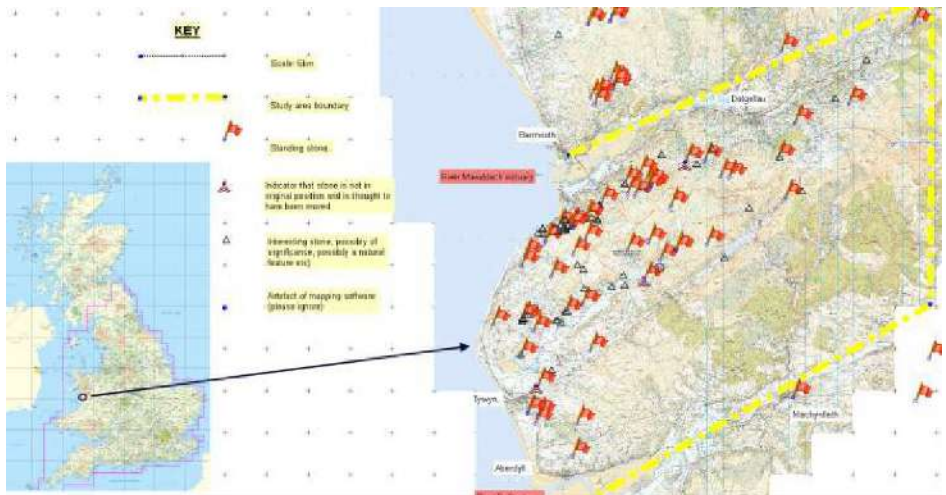 KEY
Scale: 5km
Study area boundary
Standing stone
Indicator that stone is not in
original position and is thought to
have been moved
Interesting stone, possibly of
significance, possibly a natural
feature etc)
Artefact of mapping software
(please ignore)
Dolgellau
Barmouth
River Mawddach estuary
Tywyn
Machynlleth
Aberdyfi